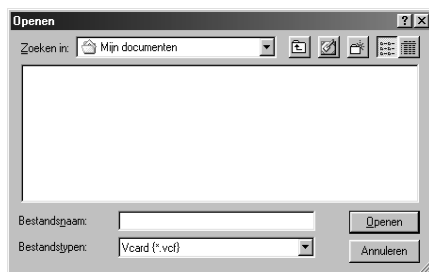 Openen
Zoeken in: Mijn documenten
Bestandsnaam:
Openen
Bestandstypen: Vcard (*.vcf)
Annuleren